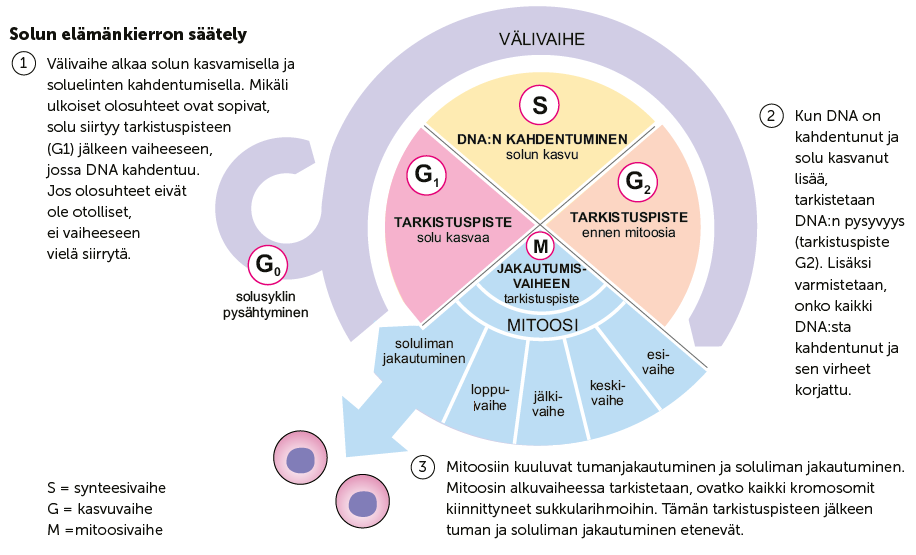 Solun elämänkierron säätely
1 Välivaihe alkaa solun kasvamisella ja
soluelinten kahdentumisella. Mikäli
ulkoiset olosuhteet ovat sopivat,
solu siirtyy tarkistuspisteen
(G1) jälkeen vaiheeseen,
jossa DNA kahdentuu.
Jos olosuhteet eivät
ole otolliset,
ei vaiheeseen
vielä siirrytä.
VÄLIVAIHE
S
DNA:N KAHDENTUMINEN
solun kasvu
G1
TARKISTUSPISTE
solu kasvaa
G2
TARKISTUSPISTE
ennen mitoosia
M
JAKAUTUMIS-
VAIHEEN
tarkistuspiste
MITOOSI
G0
solusyklin
pysähtyminen
soluliman
jakautuminen
loppu-
vaihe
jälki-
vaihe
keski-
vaihe
esi-
vaihe
2 Kun DNA on
kahdentunut ja
solu kasvanut
lisää,
tarkistetaan
DNA:n pysyvyys
(tarkistuspiste
G2). Lisäksi
varmistetaan,
onko kaikki
DNA:sta
kahdentunut ja
sen virheet
korjattu.
3 Mitoosiin kuuluvat tumanjakautuminen ja soluliman jakautuminen.
Mitoosin alkuvaiheessa tarkistetaan, ovatko kaikki kromosomit
kiinnittyneet sukkularihmoihin. Tämän tarkistuspisteen jälkeen
tuman ja soluliman jakautuminen etenevät.
S = synteesivaihe
G = kasvuvaihe
M =mitoosivaihe